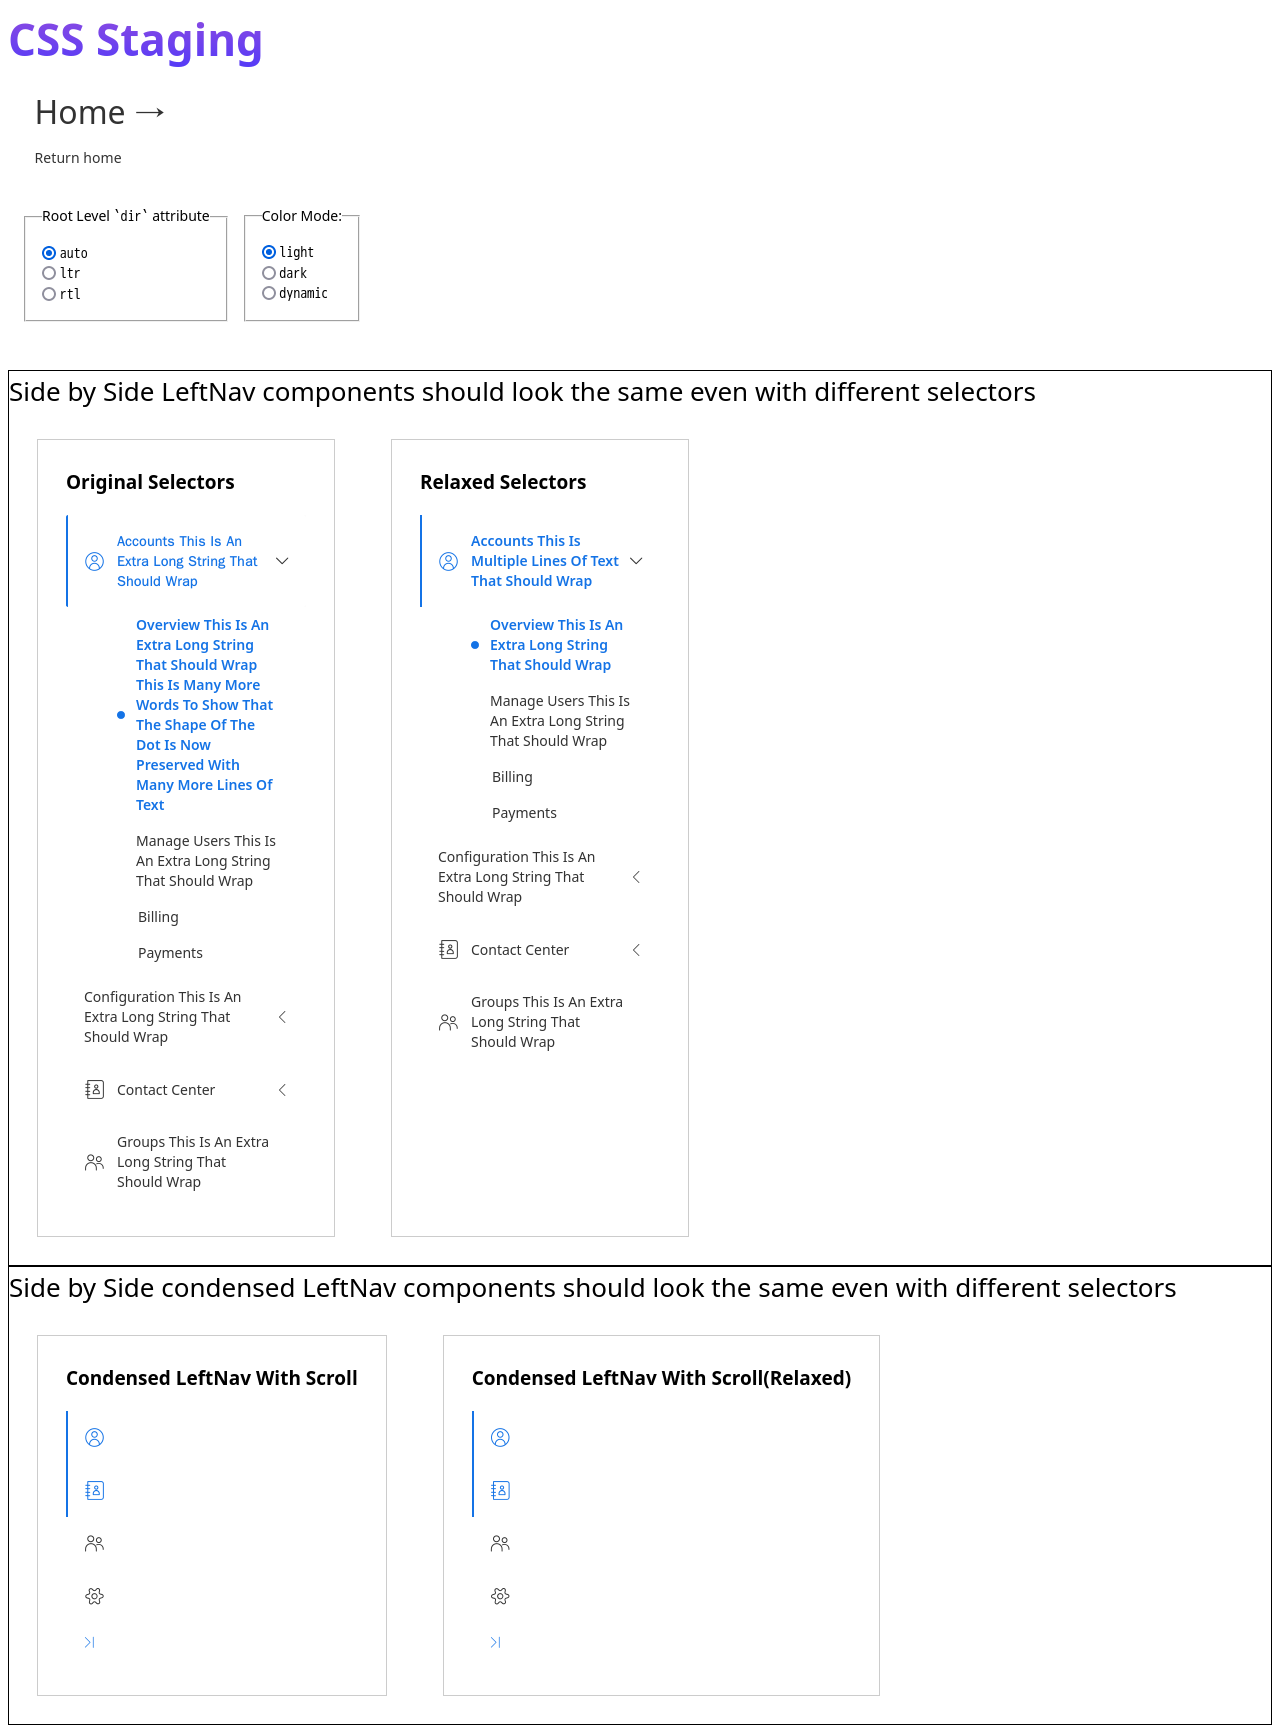 CSS Staging
Home →
Return home
Root Level `dir` attribute
auto
ltr
rtl
Color Mode:
light
dark
dynamic
Side by Side LeftNav components should look the same even with different selectors
Original Selectors
Accounts This Is An
Extra Long String That
Should Wrap
Overview This Is An
Extra Long String
That Should Wrap
This Is Many More
Words To Show That
The Shape Of The
Dot Is Now
Preserved With
Many More Lines Of
Text
Manage Users This Is
An Extra Long String
That Should Wrap
Billing
Payments
Configuration This Is An
Extra Long String That
Should Wrap
Contact Center
Groups This Is An Extra
Long String That
Should Wrap
Relaxed Selectors
Accounts This Is
Multiple Lines Of Text
That Should Wrap
Overview This Is An
Extra Long String
That Should Wrap
Manage Users This Is
An Extra Long String
That Should Wrap
Billing
Payments
Configuration This Is An
Extra Long String That
Should Wrap
Contact Center
Groups This Is An Extra
Long String That
Should Wrap
Side by Side condensed LeftNav components should look the same even with different selectors
Condensed LeftNav With Scroll
Condensed LeftNav With Scroll(Relaxed)